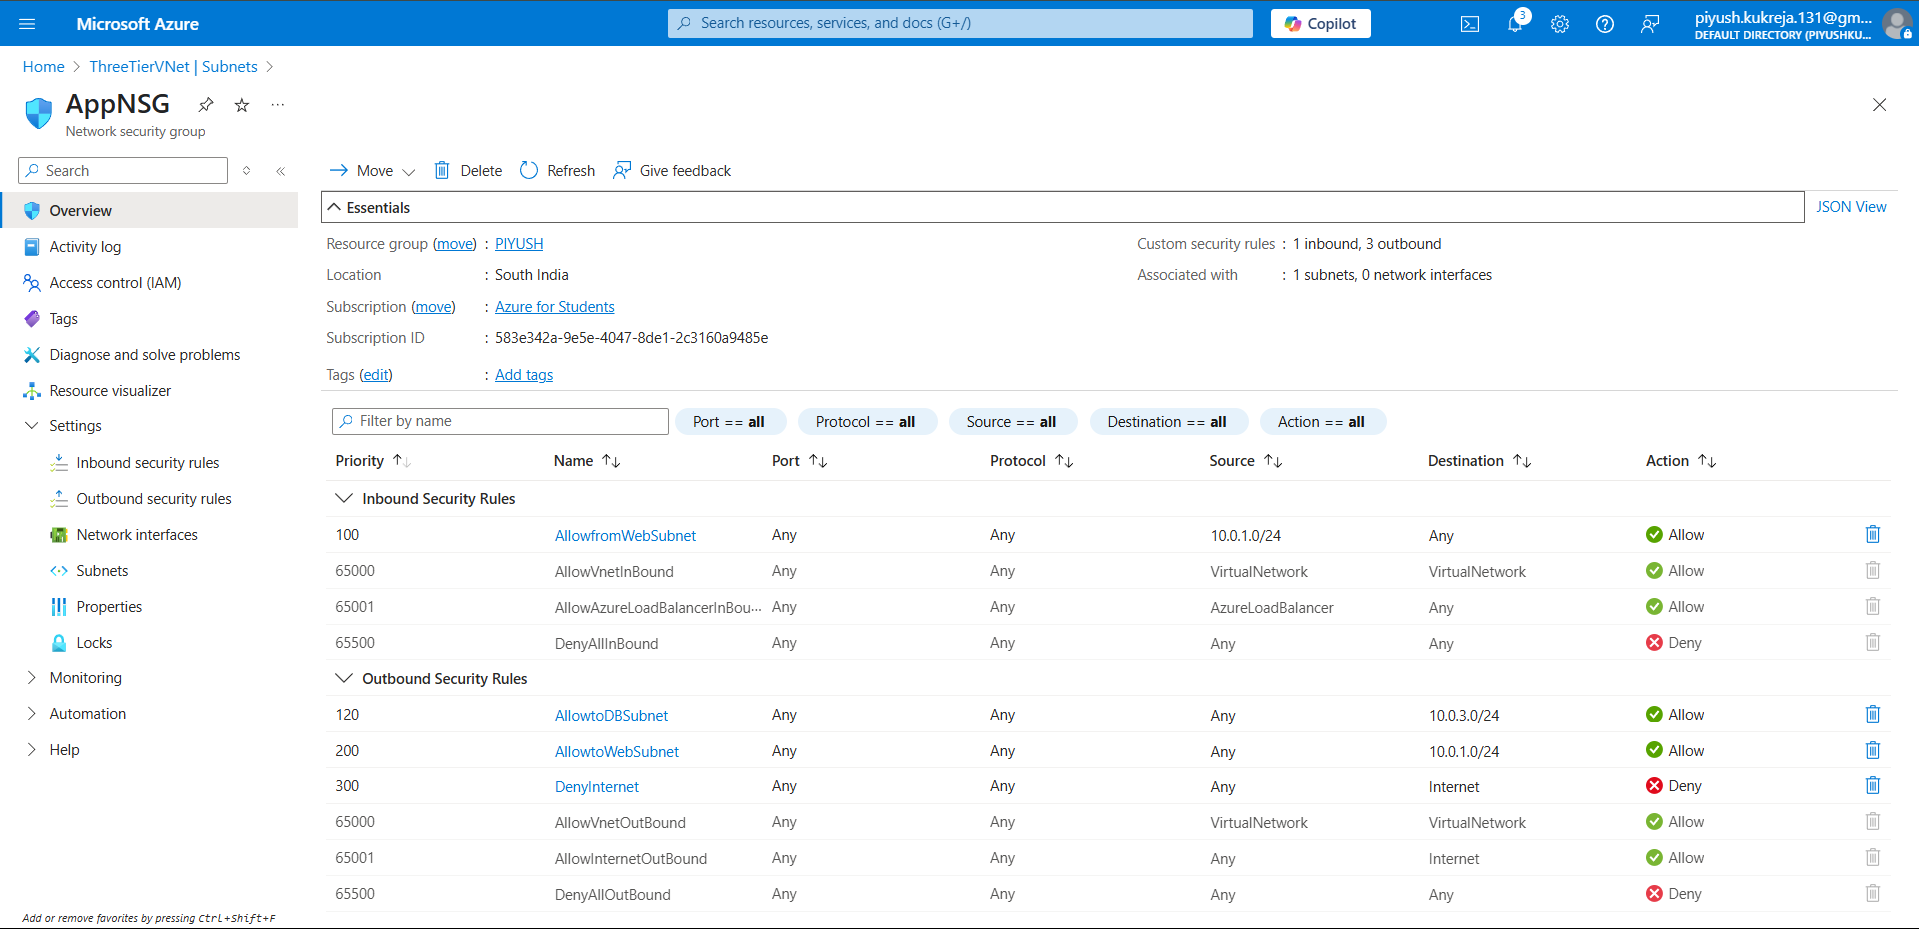 Microsoft Azure
Search resources, services, and docs (G+/)
Copilot
3
piyush.kukreja.131@gm...
DEFAULT DIRECTORY (PIYUSHKU...
Home > ThreeTierVNet | Subnets >
AppNSG
Network security group
Search
Move
Delete
Refresh
Give feedback
Overview
Activity log
Access control (IAM)
Tags
Diagnose and solve problems
Resource visualizer
Settings
Inbound security rules
Outbound security rules
Network interfaces
Subnets
Properties
Locks
Monitoring
Automation
Help
Add or remove favorites by pressing Ctrl+Shift+F
Essentials
JSON View
Resource group (move) : PIYUSH
Location : South India
Subscription (move) : Azure for Students
Subscription ID : 583e342a-9e5e-4047-8de1-2c3160a9485e
Tags (edit) : Add tags
Custom security rules : 1 inbound, 3 outbound
Associated with : 1 subnets, 0 network interfaces
Filter by name
Port == all
Protocol == all
Source == all
Destination == all
Action == all
Priority Name Port Protocol Source Destination Action
Inbound Security Rules
100 AllowfromWebSubnet Any Any 10.0.1.0/24 Any Allow
65000 AllowVnetInBound Any Any VirtualNetwork VirtualNetwork Allow
65001 AllowAzureLoadBalancerInBou... Any Any AzureLoadBalancer Any Allow
65500 DenyAllInBound Any Any Any Any Deny
Outbound Security Rules
120 AllowtoDBSubnet Any Any Any 10.0.3.0/24 Allow
200 AllowtoWebSubnet Any Any Any 10.0.1.0/24 Allow
300 DenyInternet Any Any Any Internet Deny
65000 AllowVnetOutBound Any Any VirtualNetwork VirtualNetwork Allow
65001 AllowInternetOutBound Any Any Any Internet Allow
65500 DenyAllOutBound Any Any Any Any Deny